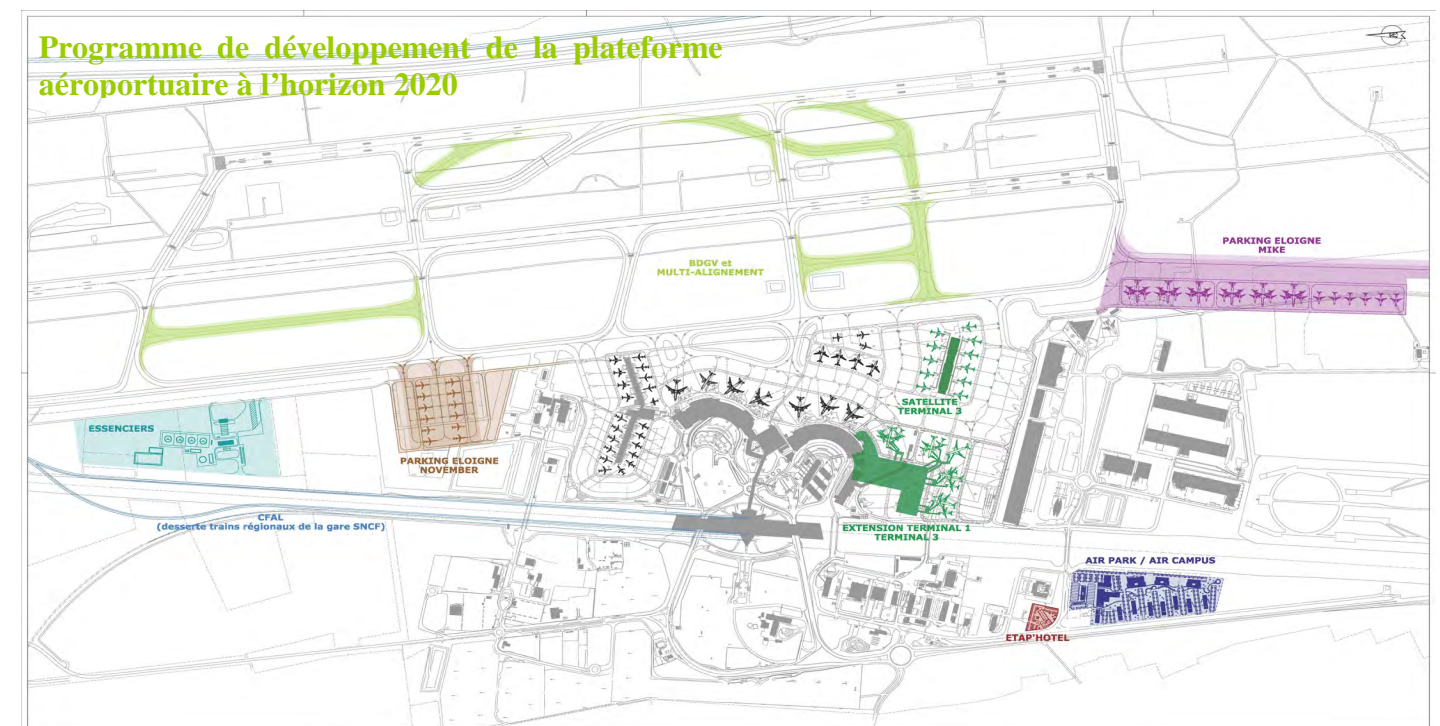 Programme de développement de la plateforme
aéroportuaire à l’horizon 2020
PARKING ELOIGNE
MIKE
BDGV et
MULTI-ALIGNEMENT
SATELLITE
TERMINAL 3
ESSENCIERS
PARKING ELOIGNE
NOVEMBER
CFAL
(desserte trains régionaux de la gare SNCF)
EXTENSION TERMINAL 1
TERMINAL 3
AIR PARK / AIR CAMPUS
ETAP'HOTEL